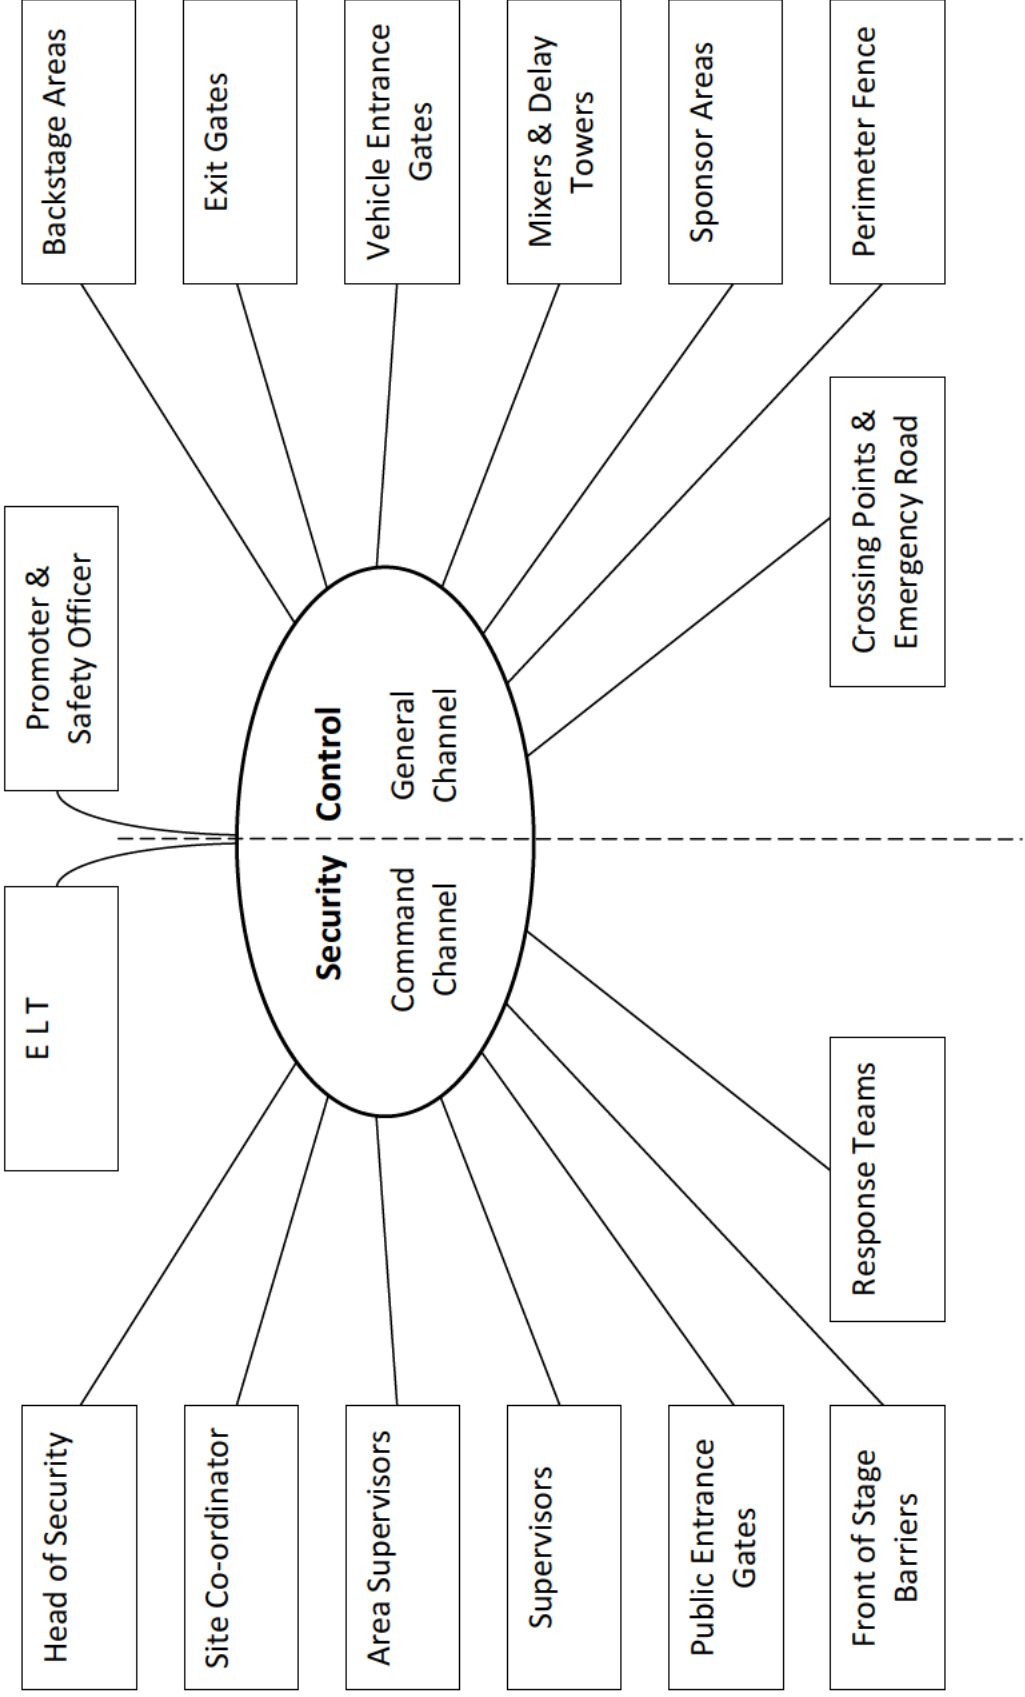 E L T
Promoter &
Safety Officer
Head of Security
Site Co-ordinator
Area Supervisors
Supervisors
Public Entrance
Gates
Front of Stage
Barriers
Response Teams
Security Control
Command
Channel
General
Channel
Backstage Areas
Exit Gates
Vehicle Entrance
Gates
Mixers & Delay
Towers
Sponsor Areas
Perimeter Fence
Crossing Points &
Emergency Road